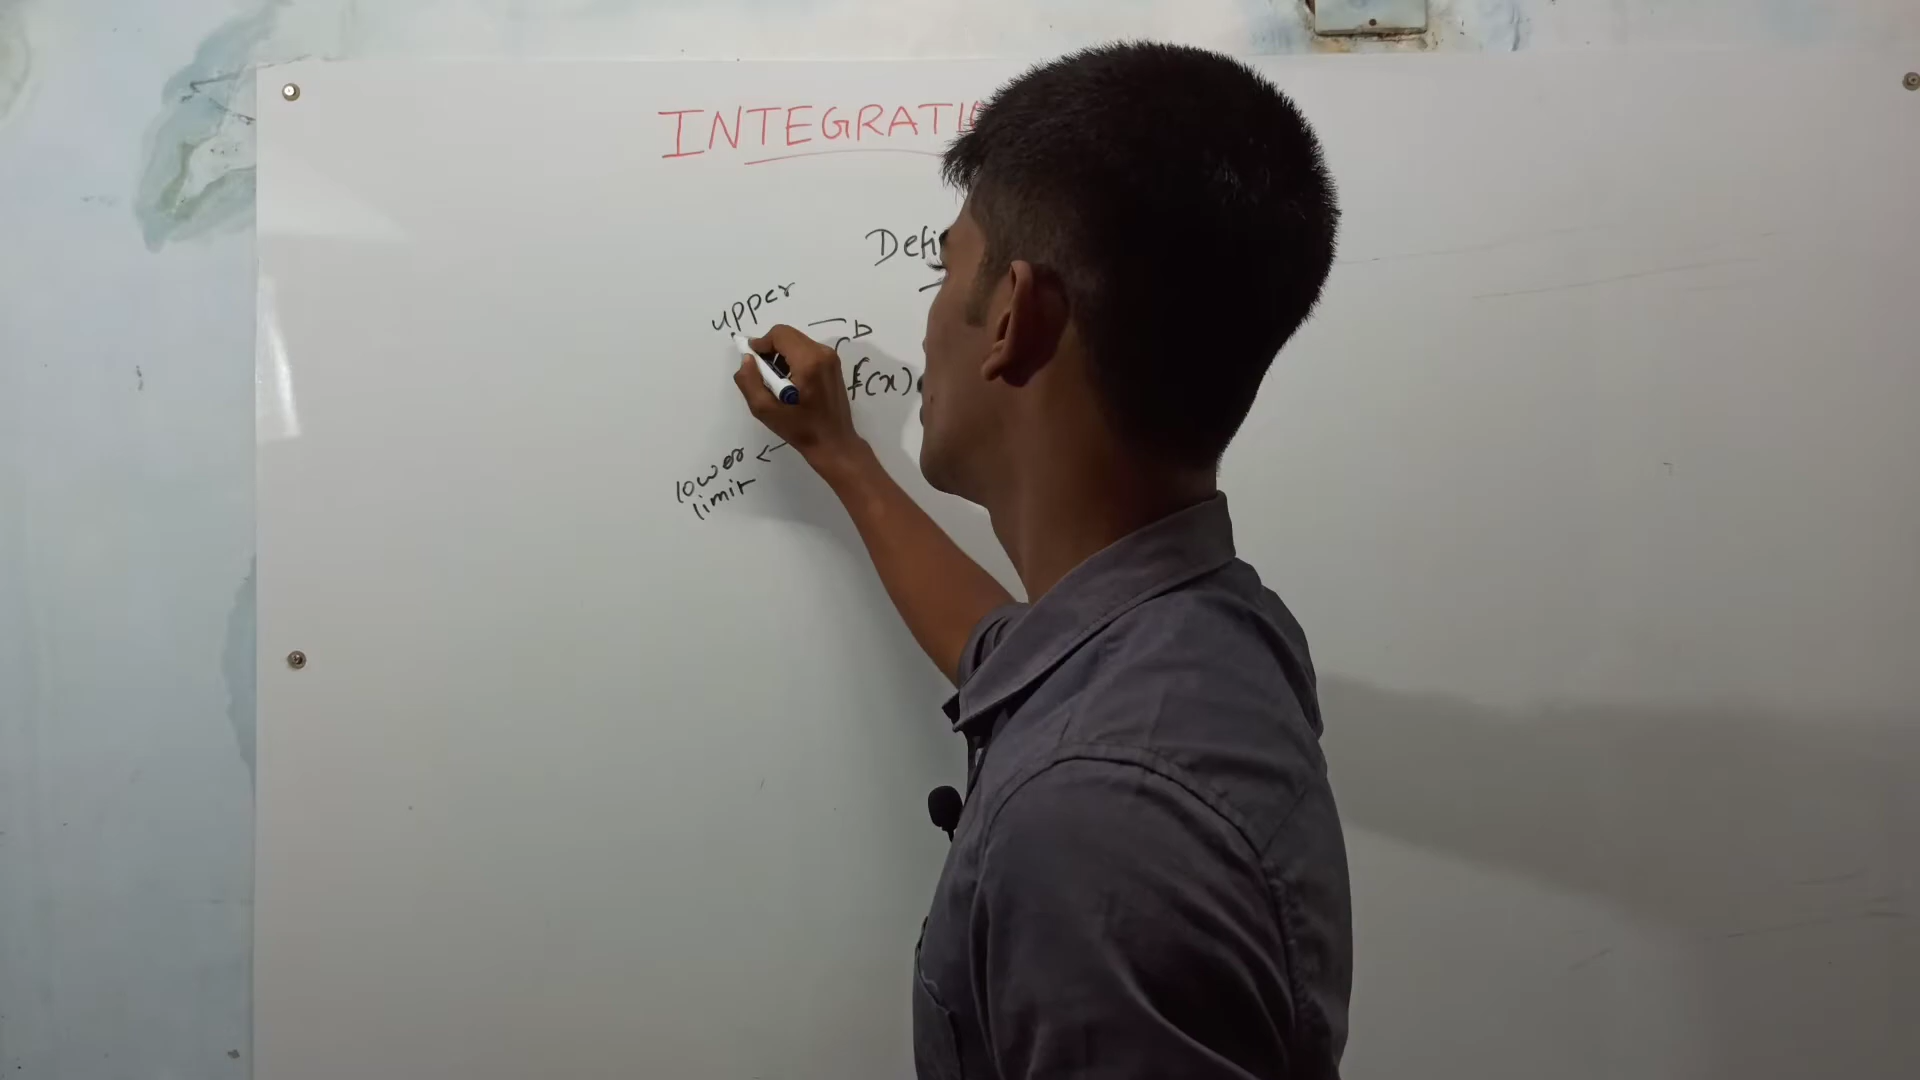 INTEGRATI
Defi
upper
b
f(x)
lower
limit